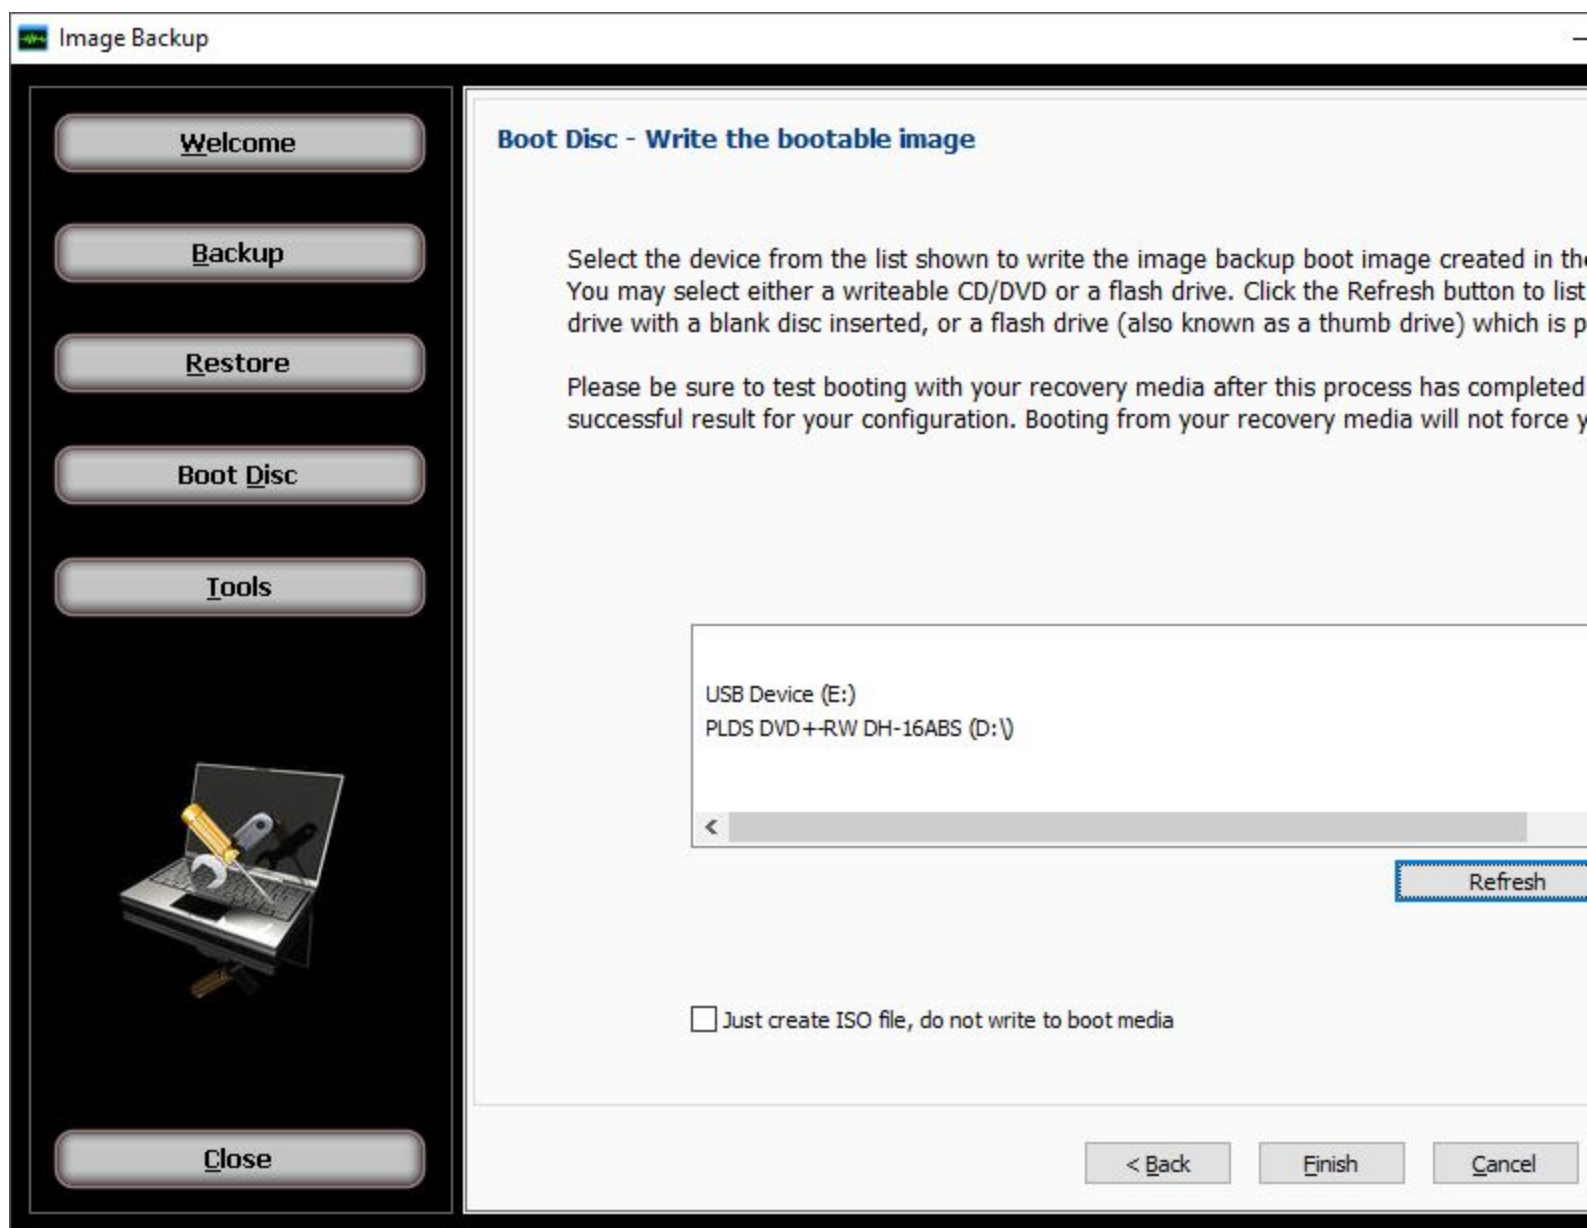 Image Backup
Welcome
Backup
Restore
Boot Disc
Tools
Close
Boot Disc - Write the bootable image
Select the device from the list shown to write the image backup boot image created in the
You may select either a writeable CD/DVD or a flash drive. Click the Refresh button to list
drive with a blank disc inserted, or a flash drive (also known as a thumb drive) which is p
Please be sure to test booting with your recovery media after this process has completed
successful result for your configuration. Booting from your recovery media will not force y
USB Device (E:)
PLDS DVD+-RW DH-16ABS (D:\)
Refresh
Just create ISO file, do not write to boot media
< Back
Finish
Cancel